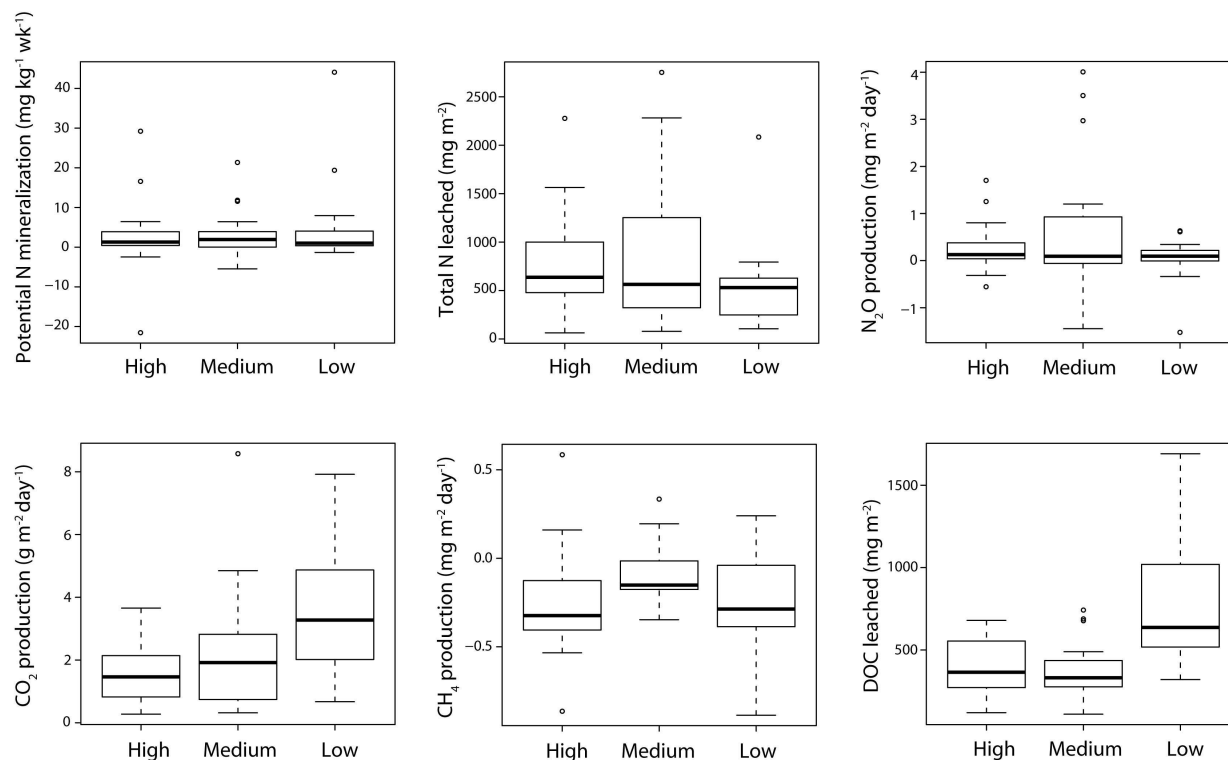 Potential N mineralization (mg kg⁻¹ wk⁻¹)
40
30
20
10
0
−10
−20
High Medium Low
Total N leached (mg m⁻²)
2500
2000
1500
1000
500
0
High Medium Low
N₂O production (mg m⁻² day⁻¹)
4
3
2
1
0
−1
High Medium Low
CO₂ production (g m⁻² day⁻¹)
8
6
4
2
0
High Medium Low
CH₄ production (mg m⁻² day⁻¹)
0.5
0.0
−0.5
High Medium Low
DOC leached (mg m⁻²)
1500
1000
500
High Medium Low